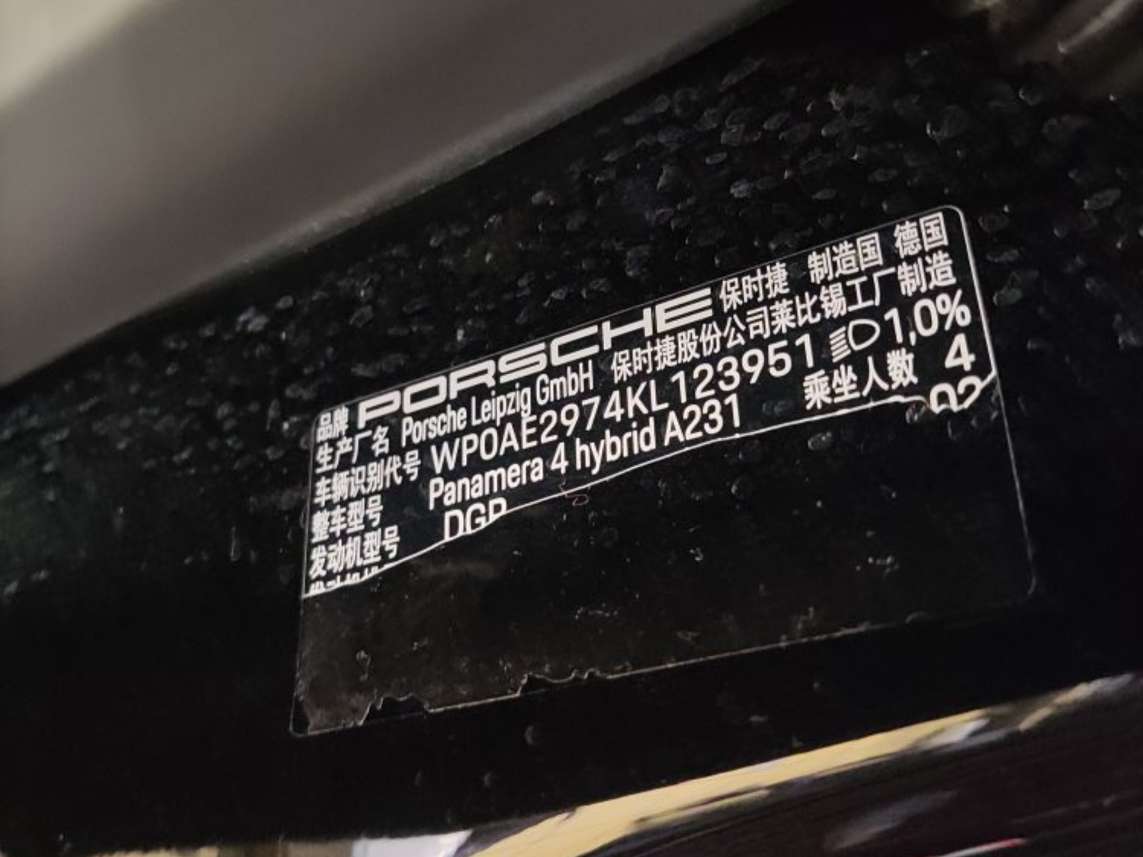 品牌 PORSCHE 保时捷 制造国 德国
生产厂名 Porsche Leipzig GmbH 保时捷股份公司莱比锡工厂制造
车辆识别代号 WP0AE2974KL123951 1,0%
整车型号 Panamera 4 hybrid A231 乘坐人数 4
发动机型号